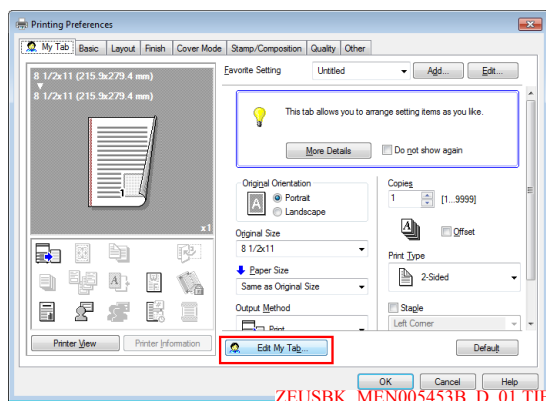 Printing Preferences
My Tab Basic Layout Finish Cover Mode Stamp/Composition Quality Other
8 1/2x11 (215.9x279.4 mm)
8 1/2x11 (215.9x279.4 mm)
1
x1
Printer View Printer Information
Favorite Setting Untitled Add... Edit...
This tab allows you to arrange setting items as you like.
More Details Do not show again
Original Orientation
A Portrait
Landscape
Original Size
8 1/2x11
Paper Size
Same as Original Size
Output Method
Print
Copies
1 [1...9999]
Offset
Print Type
2-Sided
Staple
Left Corner
Edit My Tab... Default
OK Cancel Help
ZEUSBK_MEN005453B_D_01.TIF